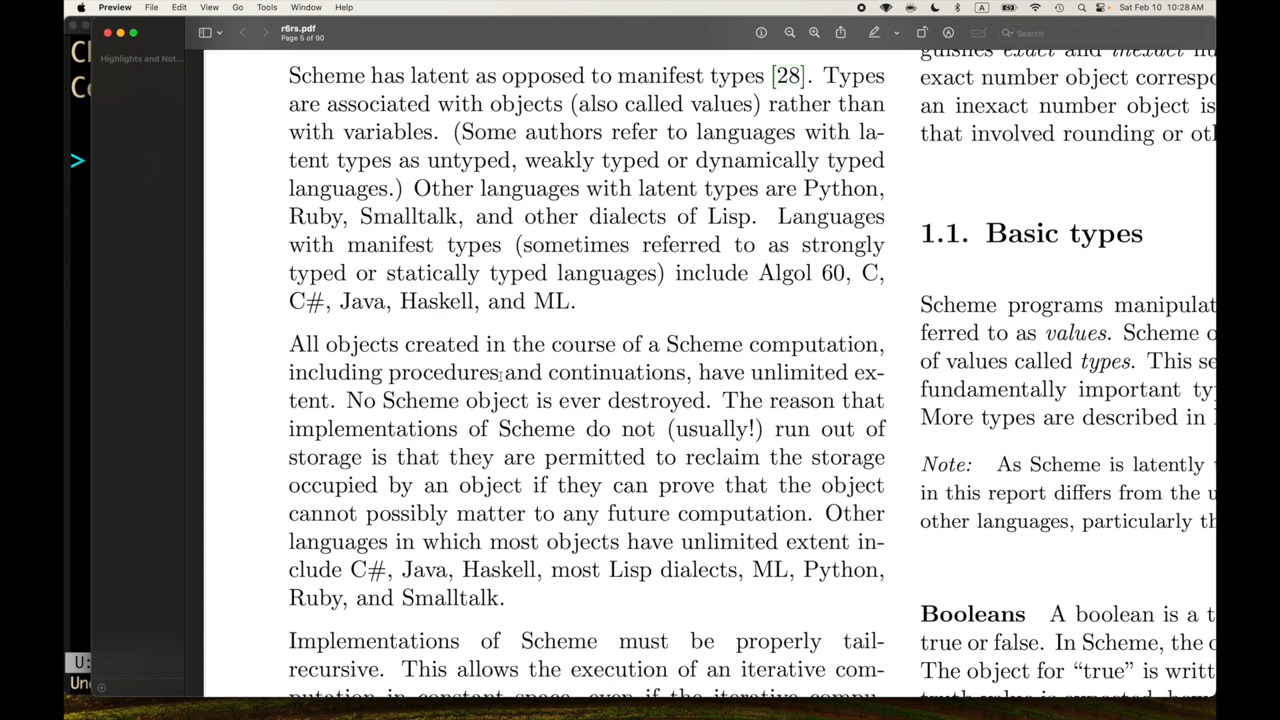 Preview File Edit View Go Tools Window Help
A
Sat Feb 10 10:28 AM
r6rs.pdf
Page 5 of 90
Search
Highlights and Not...
>
U:
Scheme has latent as opposed to manifest types [28]. Types
are associated with objects (also called values) rather than
with variables. (Some authors refer to languages with la-
tent types as untyped, weakly typed or dynamically typed
languages.) Other languages with latent types are Python,
Ruby, Smalltalk, and other dialects of Lisp. Languages
with manifest types (sometimes referred to as strongly
typed or statically typed languages) include Algol 60, C,
C#, Java, Haskell, and ML.
All objects created in the course of a Scheme computation,
including procedures and continuations, have unlimited ex-
tent. No Scheme object is ever destroyed. The reason that
implementations of Scheme do not (usually!) run out of
storage is that they are permitted to reclaim the storage
occupied by an object if they can prove that the object
cannot possibly matter to any future computation. Other
languages in which most objects have unlimited extent in-
clude C#, Java, Haskell, most Lisp dialects, ML, Python,
Ruby, and Smalltalk.
Implementations of Scheme must be properly tail-
recursive. This allows the execution of an iterative com-
putation in constant space, even if the iterative compu-
exact number object corresp
an inexact number object is
that involved rounding or ot
1.1. Basic types
Scheme programs manipulat
ferred to as values. Scheme o
of values called types. This se
fundamentally important ty
More types are described in
Note: As Scheme is latently
in this report differs from the u
other languages, particularly th
Booleans A boolean is a t
true or false. In Scheme, the o
The object for “true” is writt